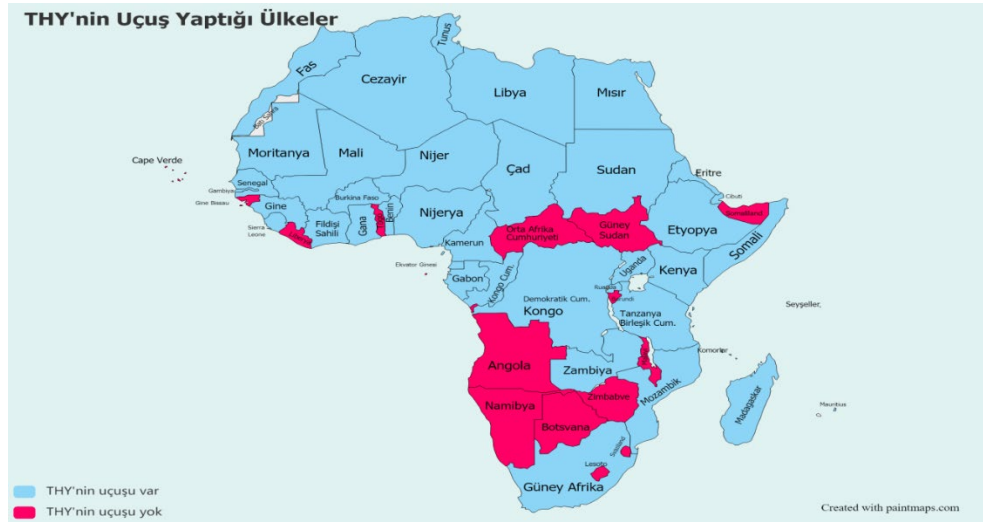 THY'nin Uçuş Yaptığı Ülkeler
Tunus
Fas
Cezayir
Libya
Mısır
Batı Sahra
Moritanya
Mali
Nijer
Çad
Sudan
Eritre
Cape Verde
Senegal
Gambiya
Gine Bissau
Gine
Burkina Faso
Benin
Togo
Cibuti
Somaliland
Sierra
Leone
Liberya
Fildişi
Sahili
Gana
Nijerya
Orta Afrika
Cumhuriyeti
Güney
Sudan
Etyopya
Somali
Kamerun
Ekvator Ginesi
Gabon
Kongo Cum.
Uganda
Kenya
Ruanda
Burundi
Demokratik Cum.
Kongo
Tanzanya
Birleşik Cum.
Seyşeller,
Komorlar
Angola
Zambiya
Mozambik
Zimbabve
Madagaskar
Mauritius
Namibya
Botsvana
Lesoto
Güney Afrika
THY'nin uçuşu var
THY'nin uçuşu yok
Created with paintmaps.com